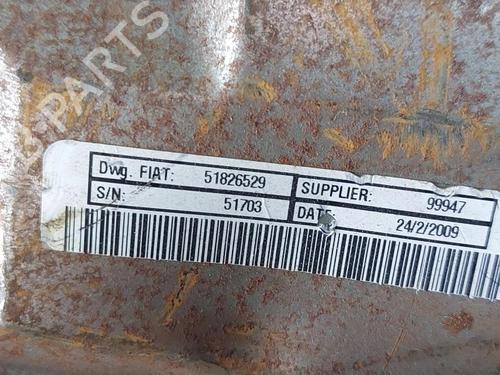 B-PARTS
Dwg. FIAT: 51826529 SUPPLIER: 99947
S/N 51703 DATE 24/2/2009